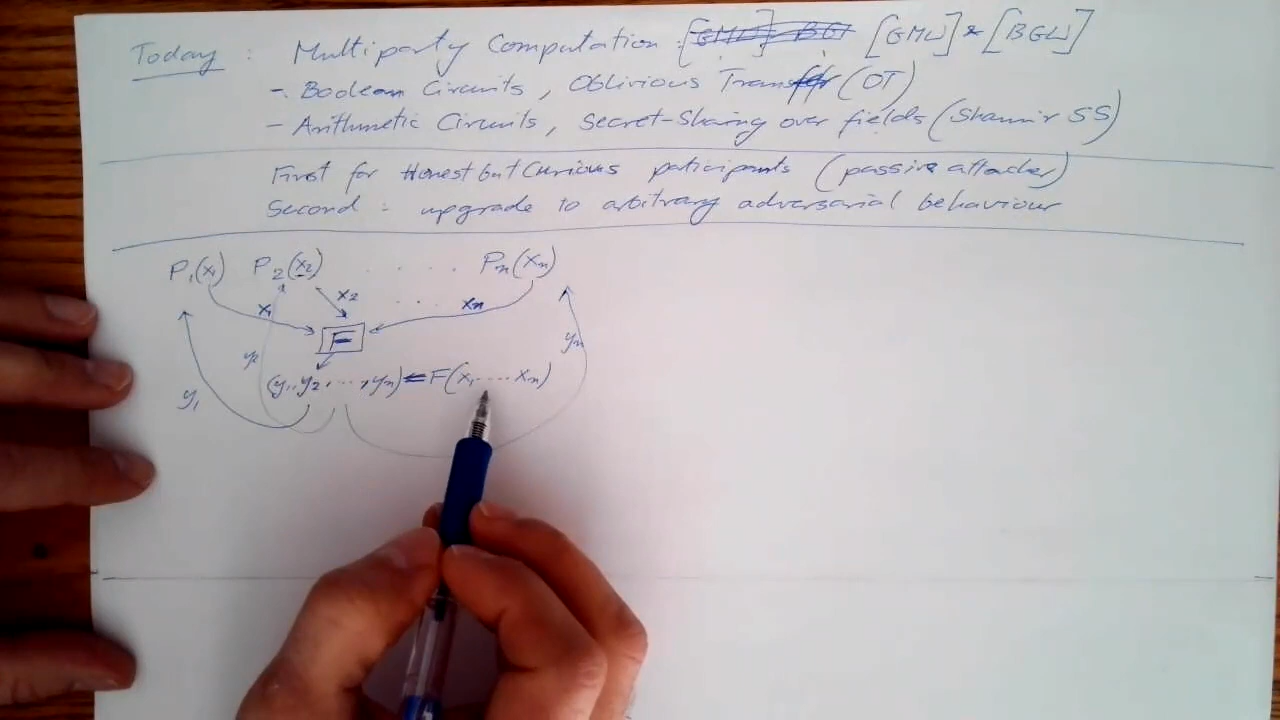 Today : Multiparty Computation : [GMW] & [BGW]
- Boolean Circuits, Oblivious Transfer (OT)
- Arithmetic Circuits, Secret-Sharing over fields (Shamir SS)
First for Honest but Curious participants (passive attacker)
Second : upgrade to arbitrary adversarial behaviour
P1(x1) P2(x2) . . . . . Pn(xn)
x1 x2 . . . . xn
F
y2 yn
(y1, y2, ..., yn) ⇐ F(x1, ... xn)
y1